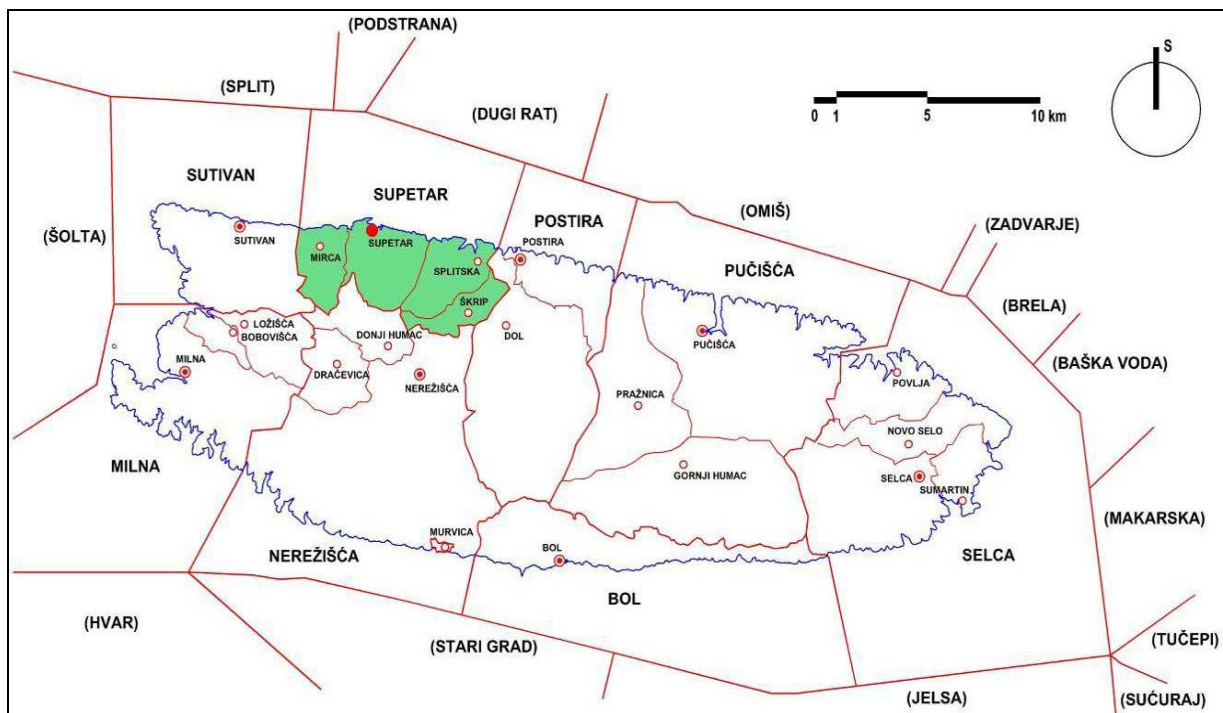 (PODSTRANA)
S
(SPLIT)
(DUGI RAT)
0 1 5 10 km
SUTIVAN
SUPETAR
POSTIRA
(OMIŠ)
(ZADVARJE)
(ŠOLTA)
SUTIVAN
SUPETAR
MIRCA
SPLITSKA
POSTIRA
PUČIŠĆA
(BRELA)
ŠKRIP
LOŽIŠĆA
BOBOVIŠĆA
DONJI HUMAC
DOL
PUČIŠĆA
(BAŠKA VODA)
MILNA
DRAČEVICA
NEREŽIŠĆA
POVLJA
PRAŽNICA
NOVO SELO
MILNA
GORNJI HUMAC
SELCA
SUMARTIN
(MAKARSKA)
MURVICA
BOL
NEREŽIŠĆA
SELCA
BOL
(HVAR)
(STARI GRAD)
(TUČEPI)
(JELSA)
(SUĆURAJ)